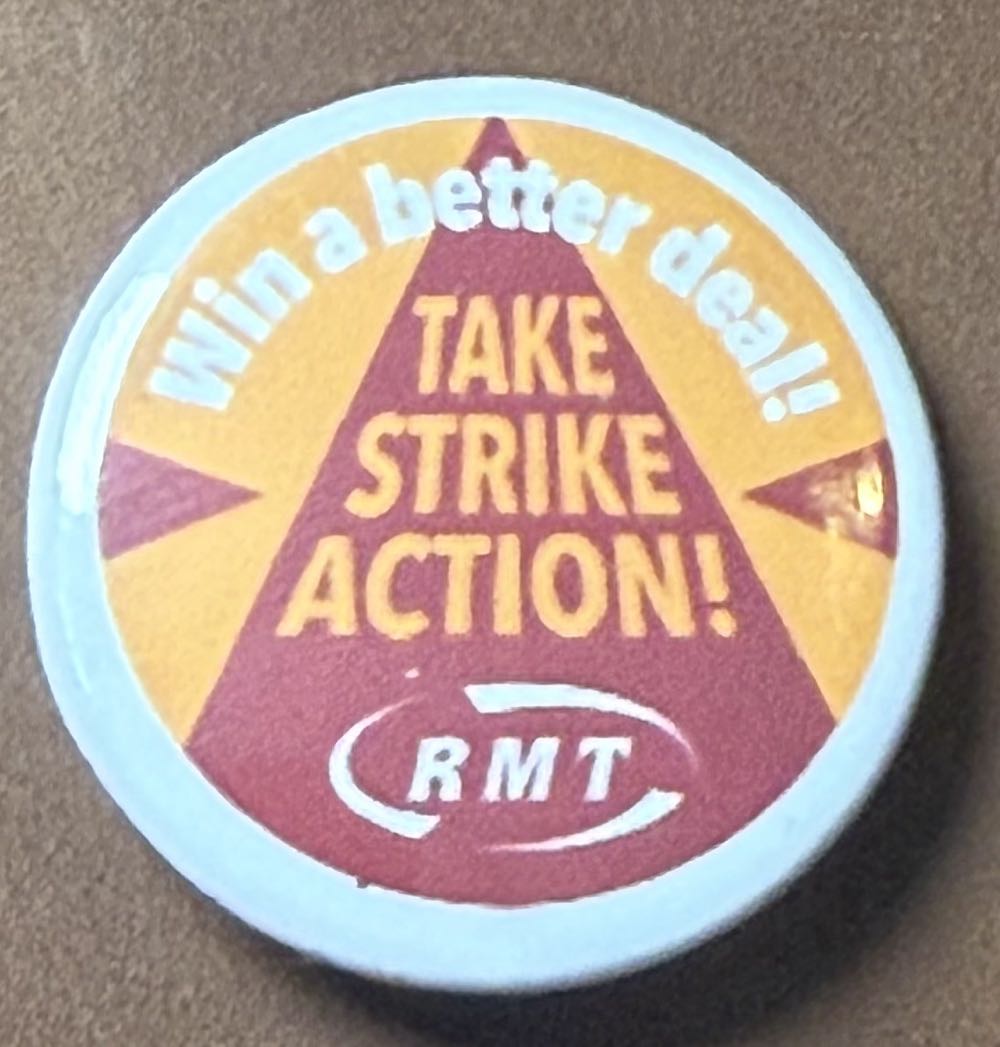 Win a better deal!
TAKE
STRIKE
ACTION!
RMT